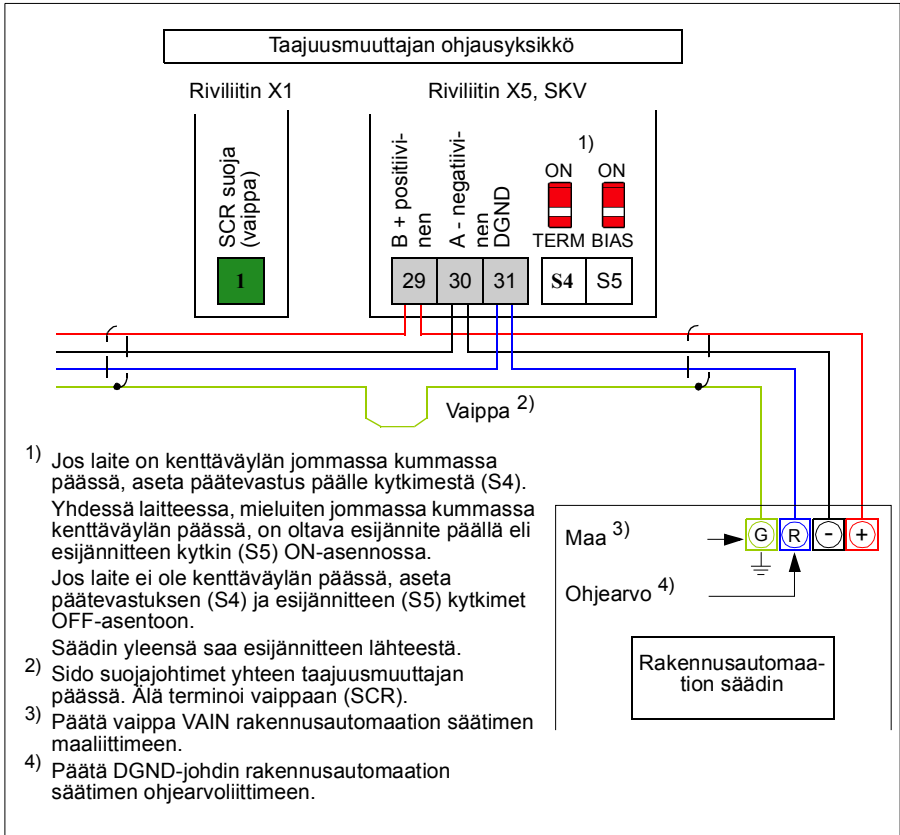 Taajuusmuuttajan ohjausyksikkö
Riviliitin X1
Riviliitin X5, SKV
SCR suoja
(vaippa)
1
B + positiivi-
nen
A - negatiivi-
nen
DGND
1)
ON
ON
TERM
BIAS
29
30
31
S4
S5
Vaippa 2)
1) Jos laite on kenttäväylän jommassa kummassa
päässä, aseta päätevastus päälle kytkimestä (S4).
Yhdessä laitteessa, mieluiten jommassa kummassa
kenttäväylän päässä, on oltava esijännite päällä eli
esijännitteen kytkin (S5) ON-asennossa.
Jos laite ei ole kenttäväylän päässä, aseta
päätevastuksen (S4) ja esijännitteen (S5) kytkimet
OFF-asentoon.
Säädin yleensä saa esijännitteen lähteestä.
2) Sido suojajohtimet yhteen taajuusmuuttajan
päässä. Älä terminoi vaippaan (SCR).
3) Päätä vaippa VAIN rakennusautomaation säätimen
maaliittimeen.
4) Päätä DGND-johdin rakennusautomaation
säätimen ohjearvoliittimeen.
Maa 3)
G
R
-
+
Ohjearvo 4)
Rakennusautomaa-
tion säädin